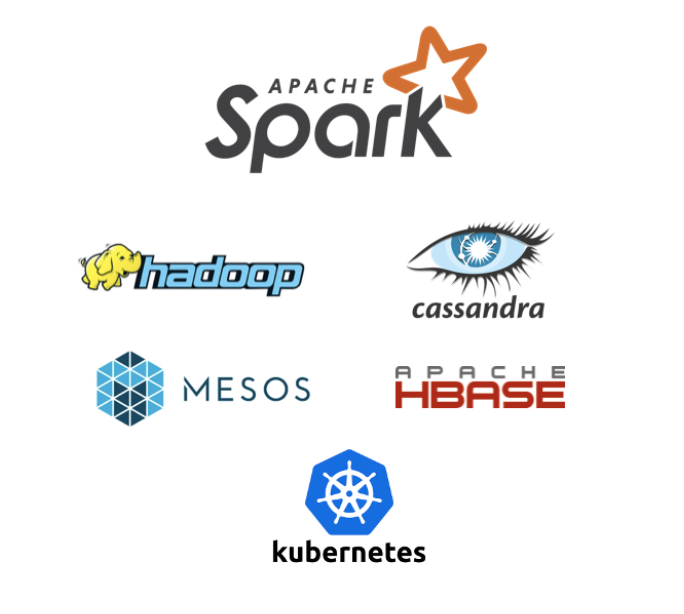 APACHE
Spark
hadoop
cassandra
MESOS
APACHE
HBASE
kubernetes